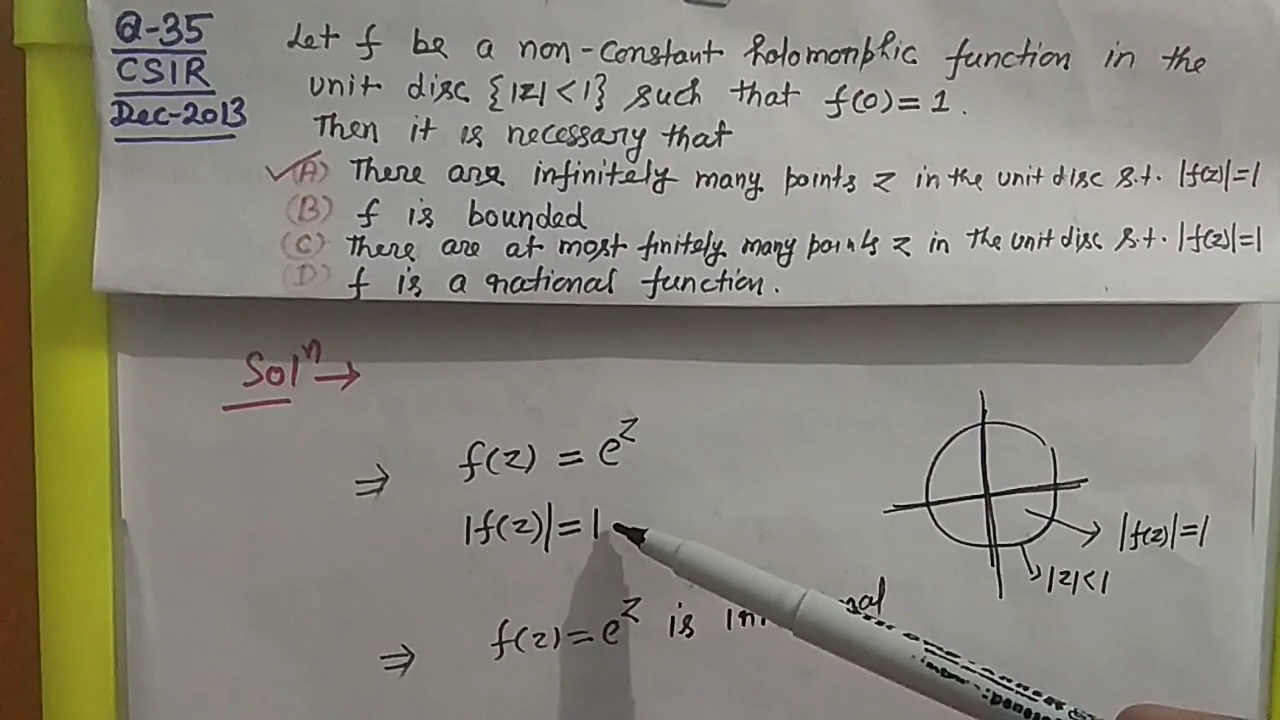 Q-35
CSIR
Dec-2013
Let f be a non-constant holomorphic function in the
unit disc {|z|<1} such that f(0)=1.
Then it is necessary that
(A) There are infinitely many points z in the unit disc s.t. |f(z)|=1
(B) f is bounded
(C) There are at most finitely many points z in the unit disc s.t. |f(z)|=1
(D) f is a rational function.
Solⁿ →
⇒ f(z) = e^z
|f(z)|=1
|f(z)|=1
|z|<1
⇒ f(z)=e^z is